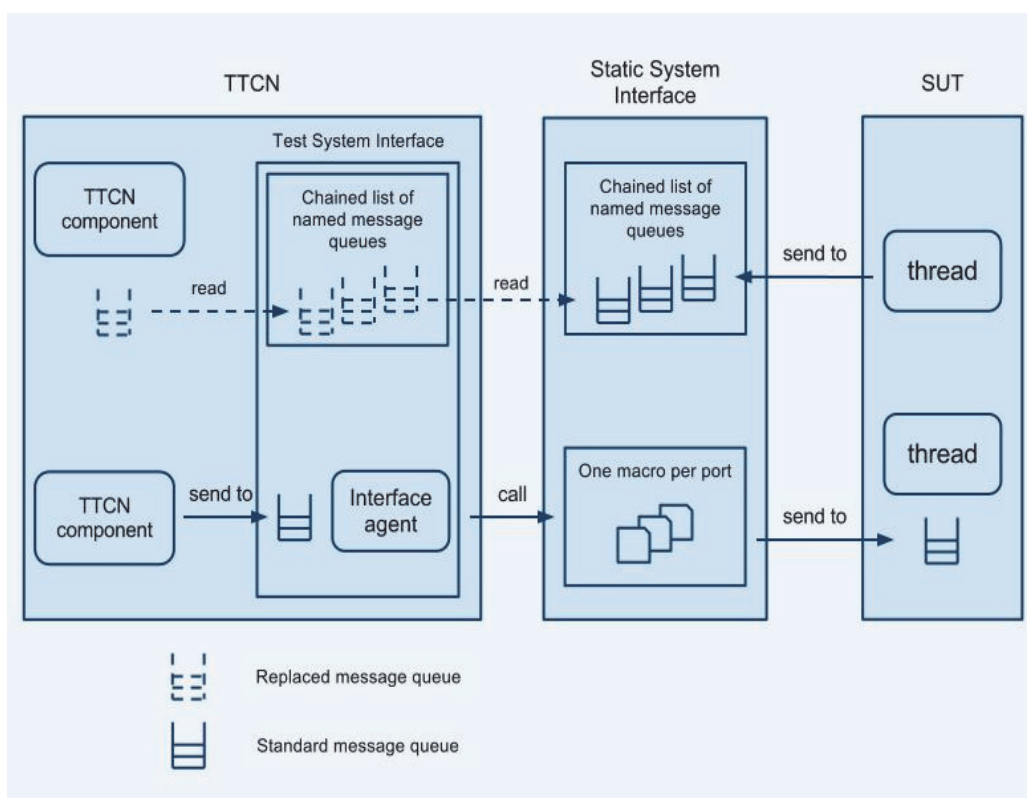 TTCN
Static System
Interface
SUT
Test System Interface
TTCN
component
Chained list of
named message
queues
Chained list of
named message
queues
thread
send to
read
read
thread
TTCN
component
send to
Interface
agent
call
One macro per port
send to
Replaced message queue
Standard message queue